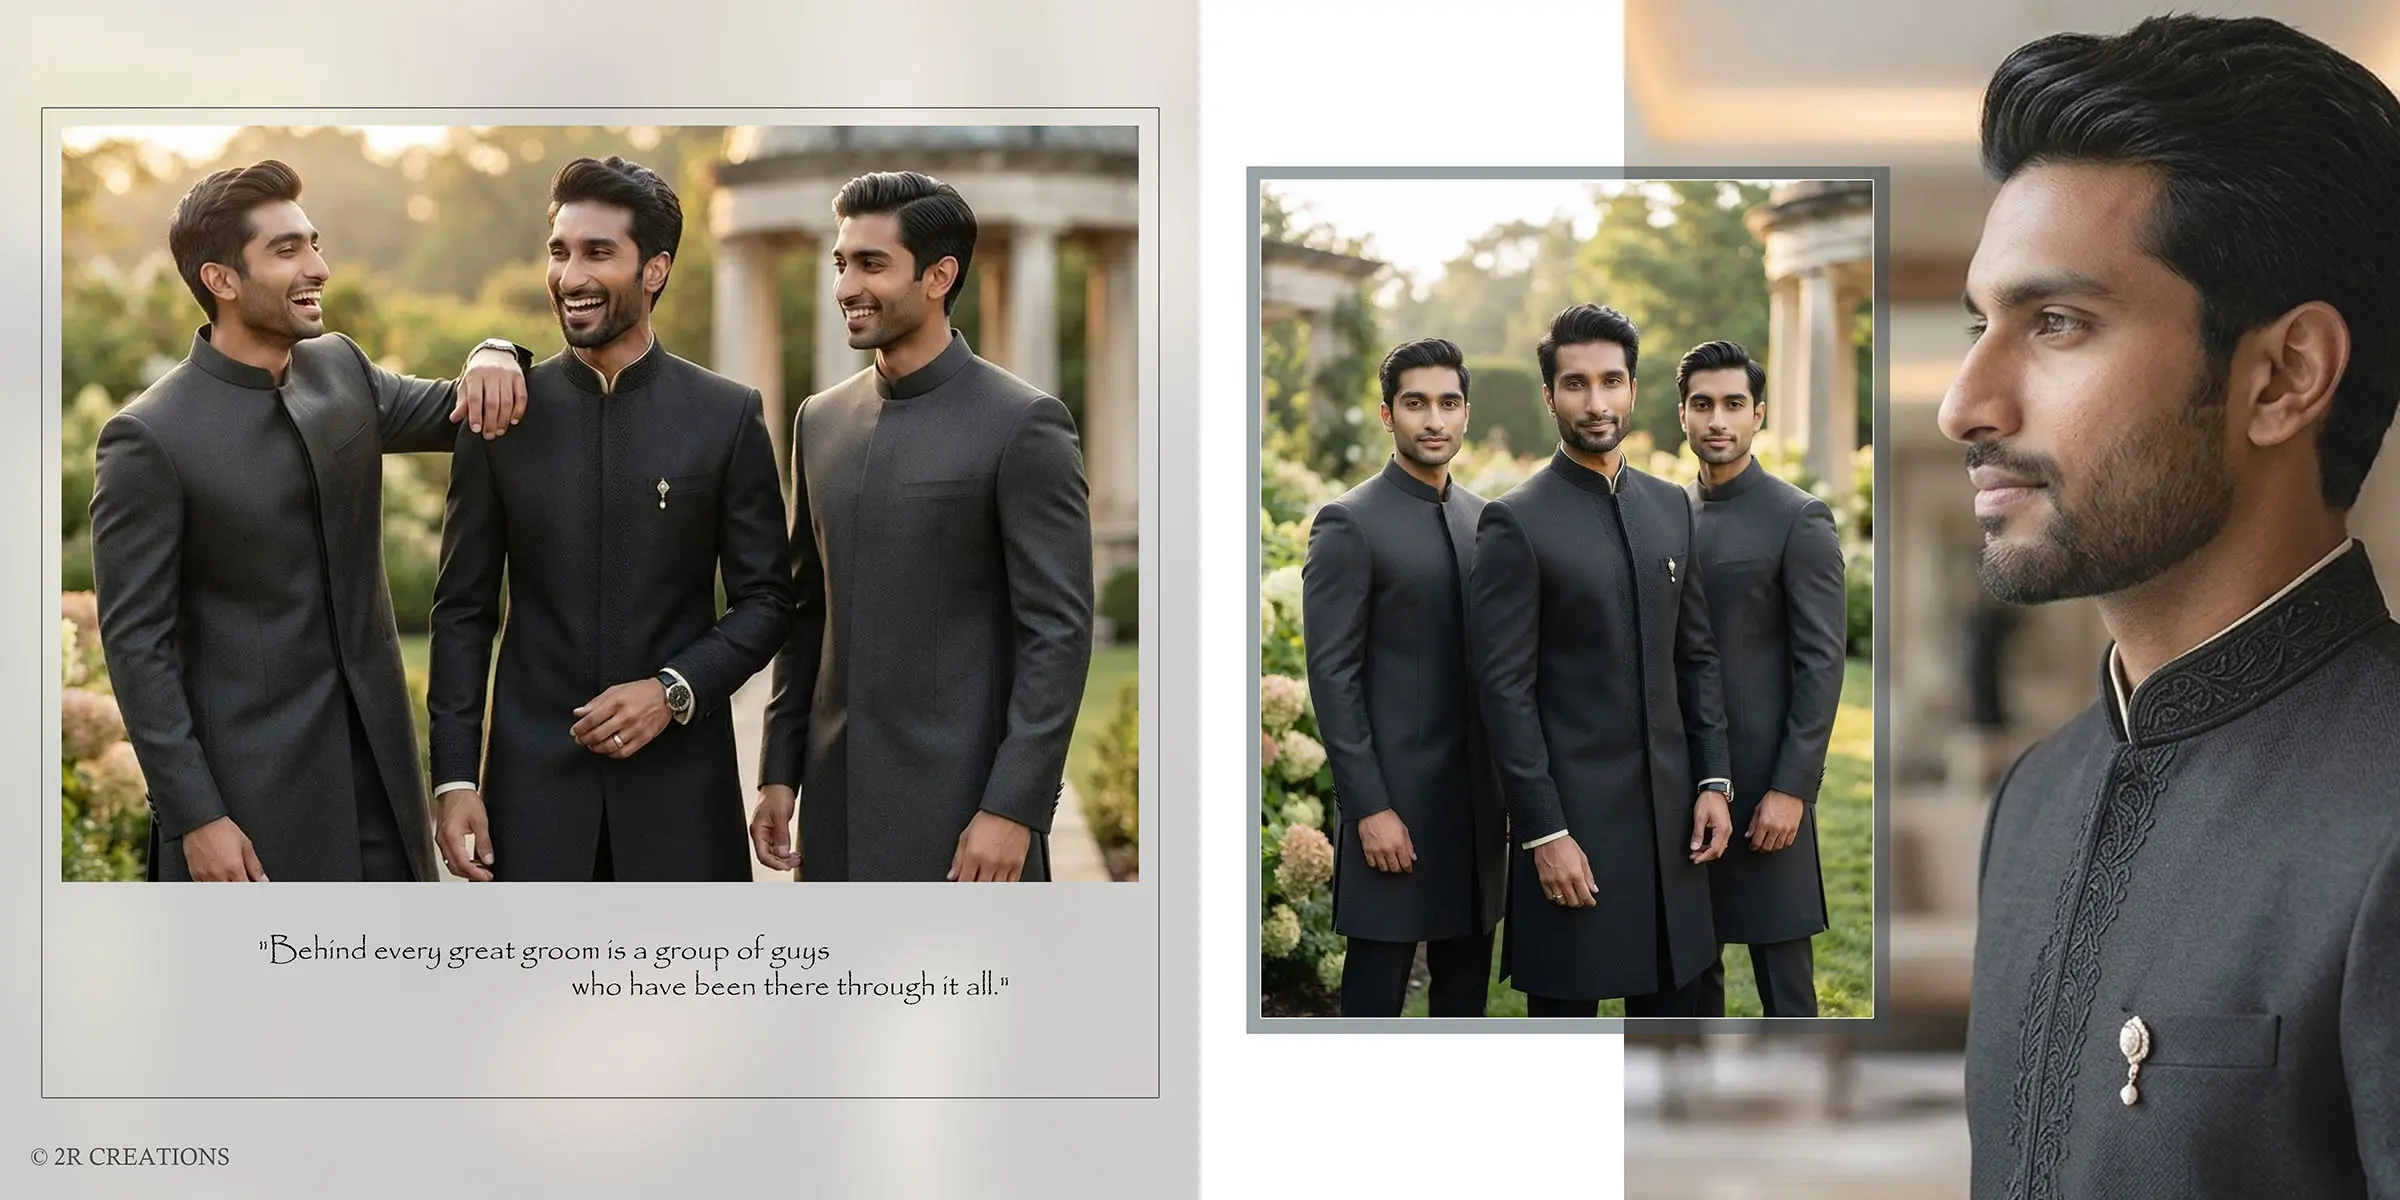 "Behind every great groom is a group of guys
who have been there through it all."
© 2R CREATIONS